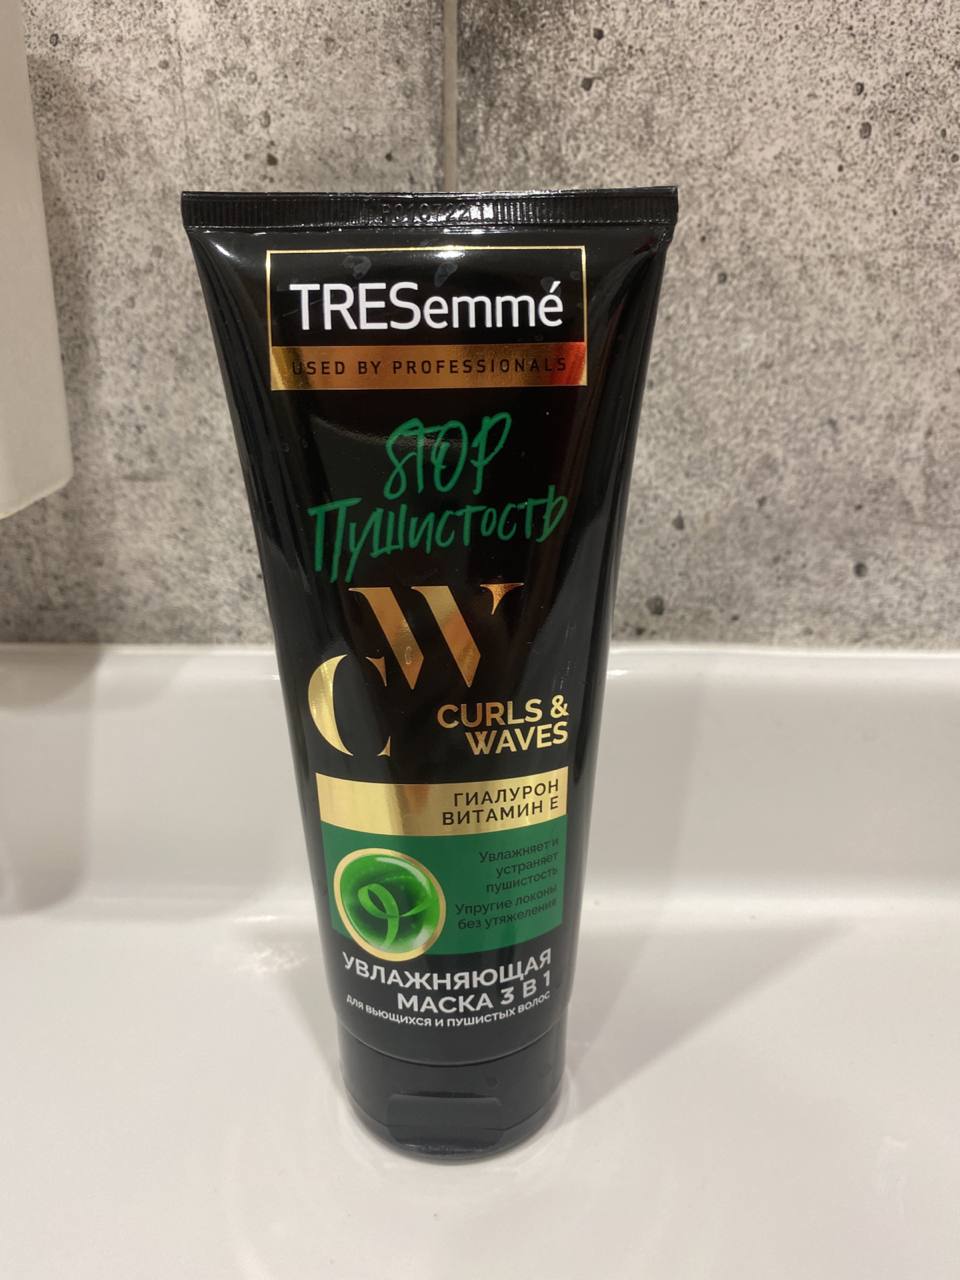 TRESemmé
USED BY PROFESSIONALS
STOP
Пушистость
CW
CURLS &
WAVES
ГИАЛУРОН
ВИТАМИН Е
Увлажняет и
устраняет
пушистость
Упругие локоны
без утяжеления
УВЛАЖНЯЮЩАЯ
МАСКА 3 В 1
ДЛЯ ВЬЮЩИХСЯ И ПУШИСТЫХ ВОЛОС